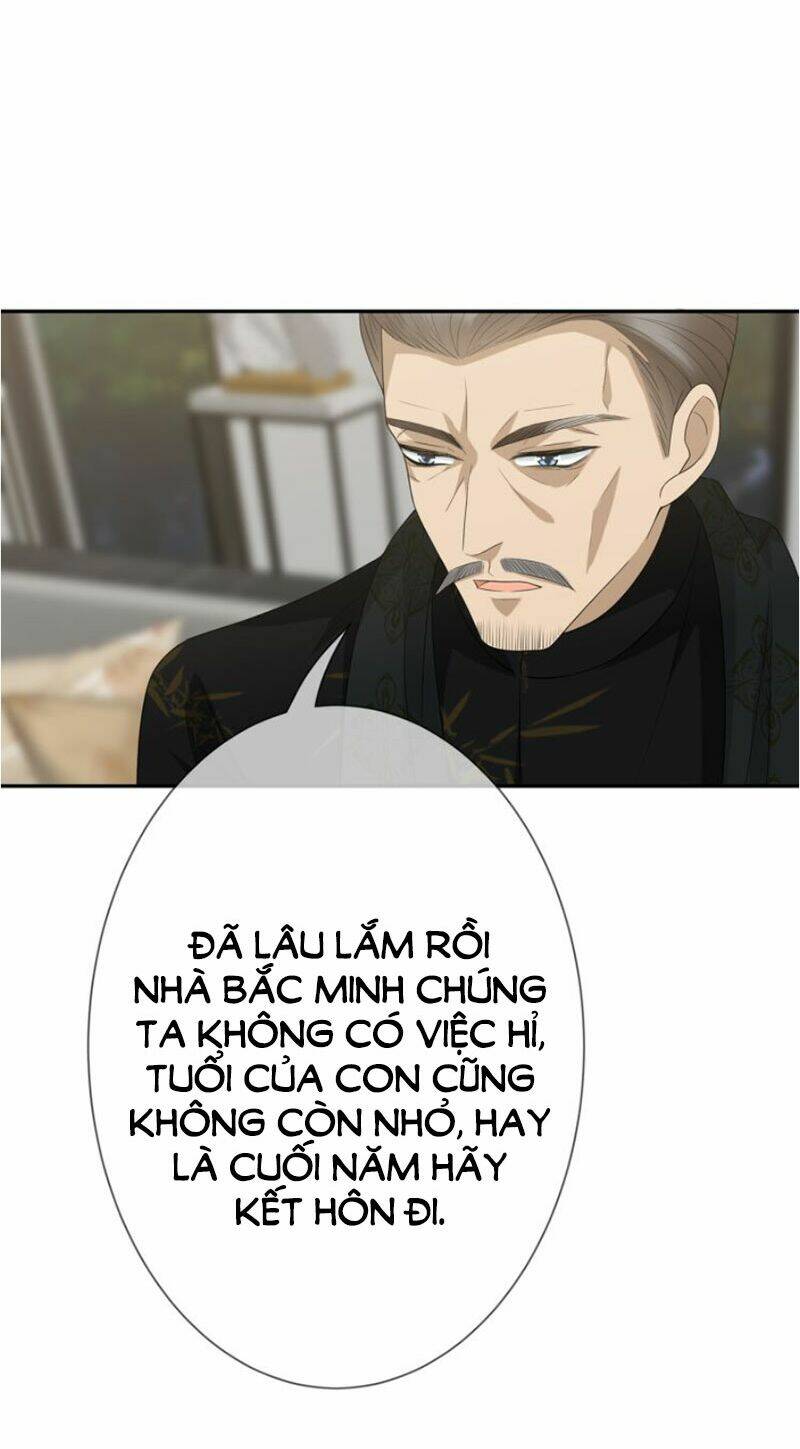 ĐÃ LÂU LẮM RỒI
NHÀ BẮC MINH CHÚNG
TA KHÔNG CÓ VIỆC HỈ,
TUỔI CỦA CON CŨNG
KHÔNG CÒN NHỎ, HAY
LÀ CUỐI NĂM HÃY
KẾT HÔN ĐI.